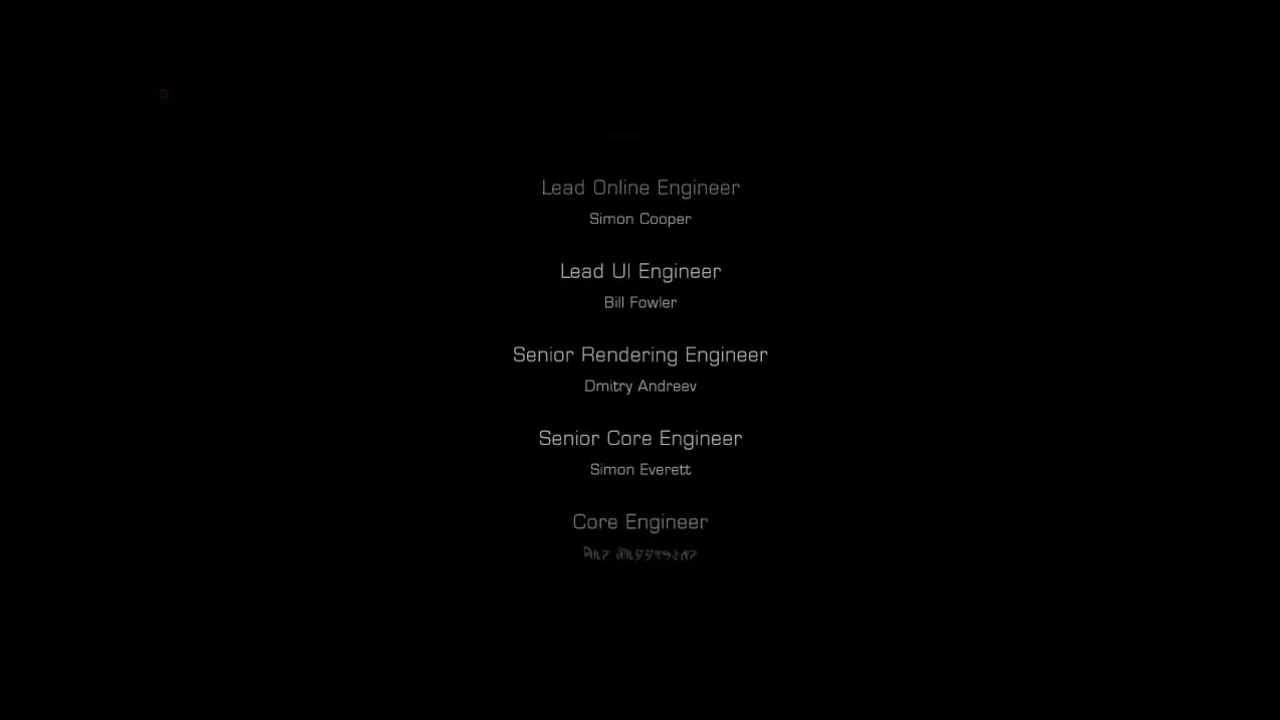 Lead Online Engineer
Simon Cooper
Lead UI Engineer
Bill Fowler
Senior Rendering Engineer
Dmitry Andreev
Senior Core Engineer
Simon Everett
Core Engineer